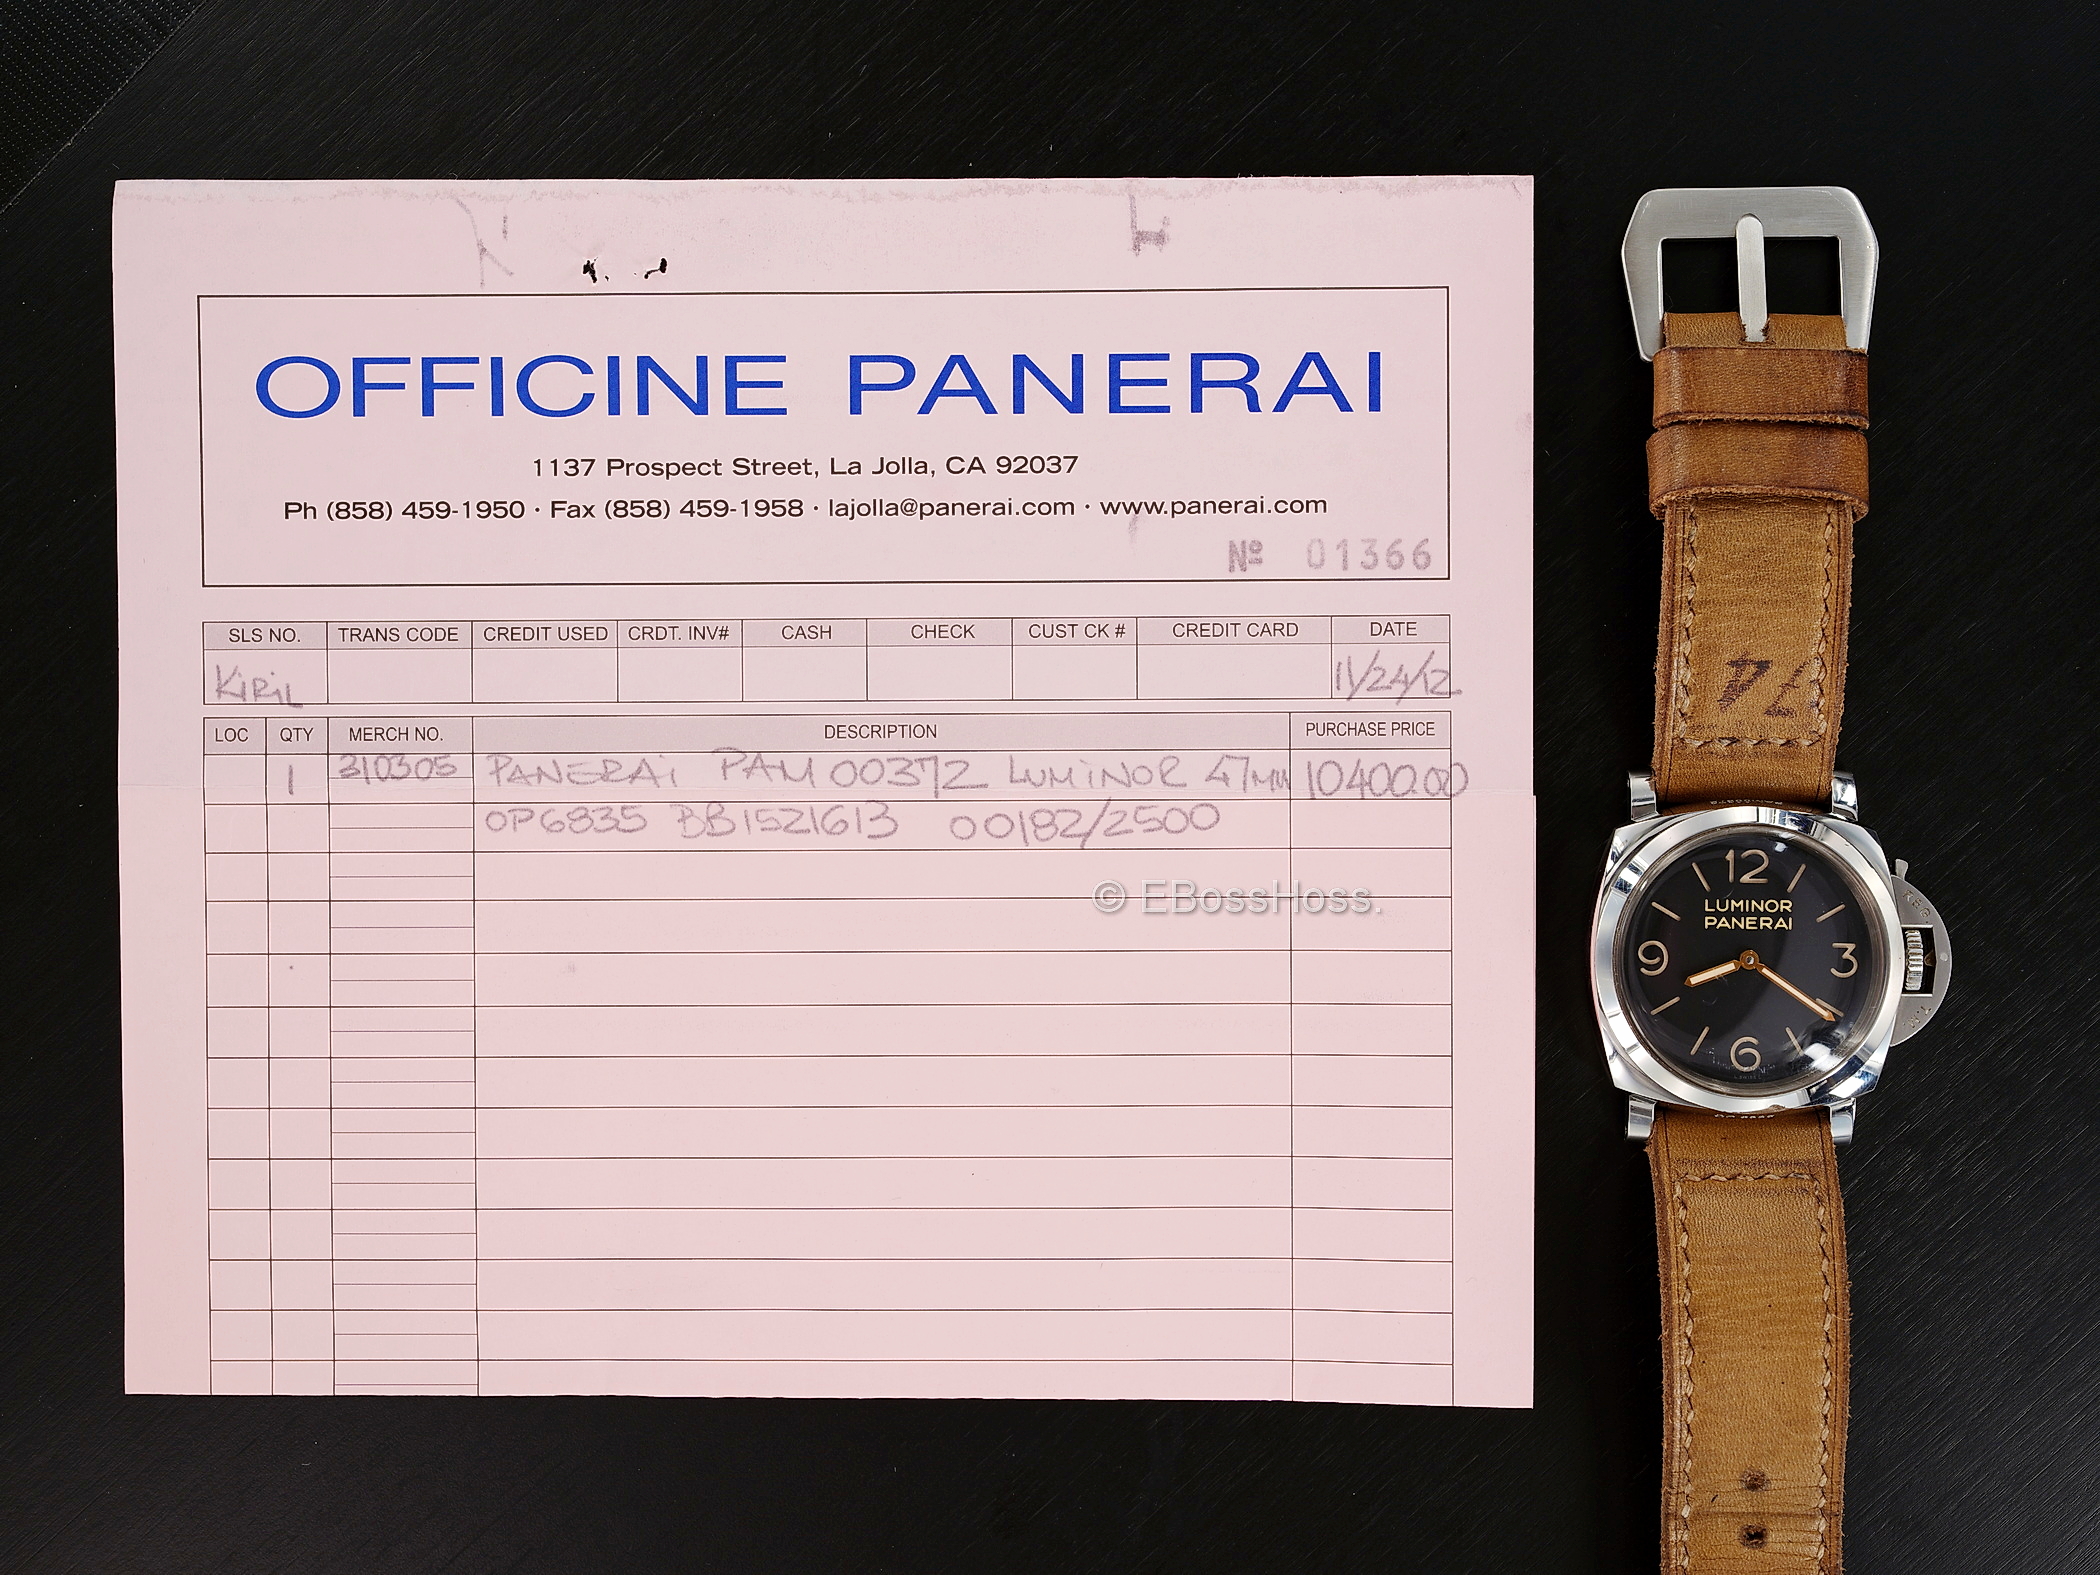 OFFICINE PANERAI
1137 Prospect Street, La Jolla, CA 92037
Ph (858) 459-1950 · Fax (858) 459-1958 · lajolla@panerai.com · www.panerai.com
Nº 01366
SLS NO. TRANS CODE CREDIT USED CRDT. INV# CASH CHECK CUST CK # CREDIT CARD DATE
KiRiL 11/24/12
LOC QTY MERCH NO. DESCRIPTION PURCHASE PRICE
1 310305 PANERAi PAM 00372 LUMiNOR 47MM 10400.00
OP6835 BB1521613 00182/2500
© EBossHoss.
74
12
LUMINOR
PANERAI
9 3
6
REG.
T.M.